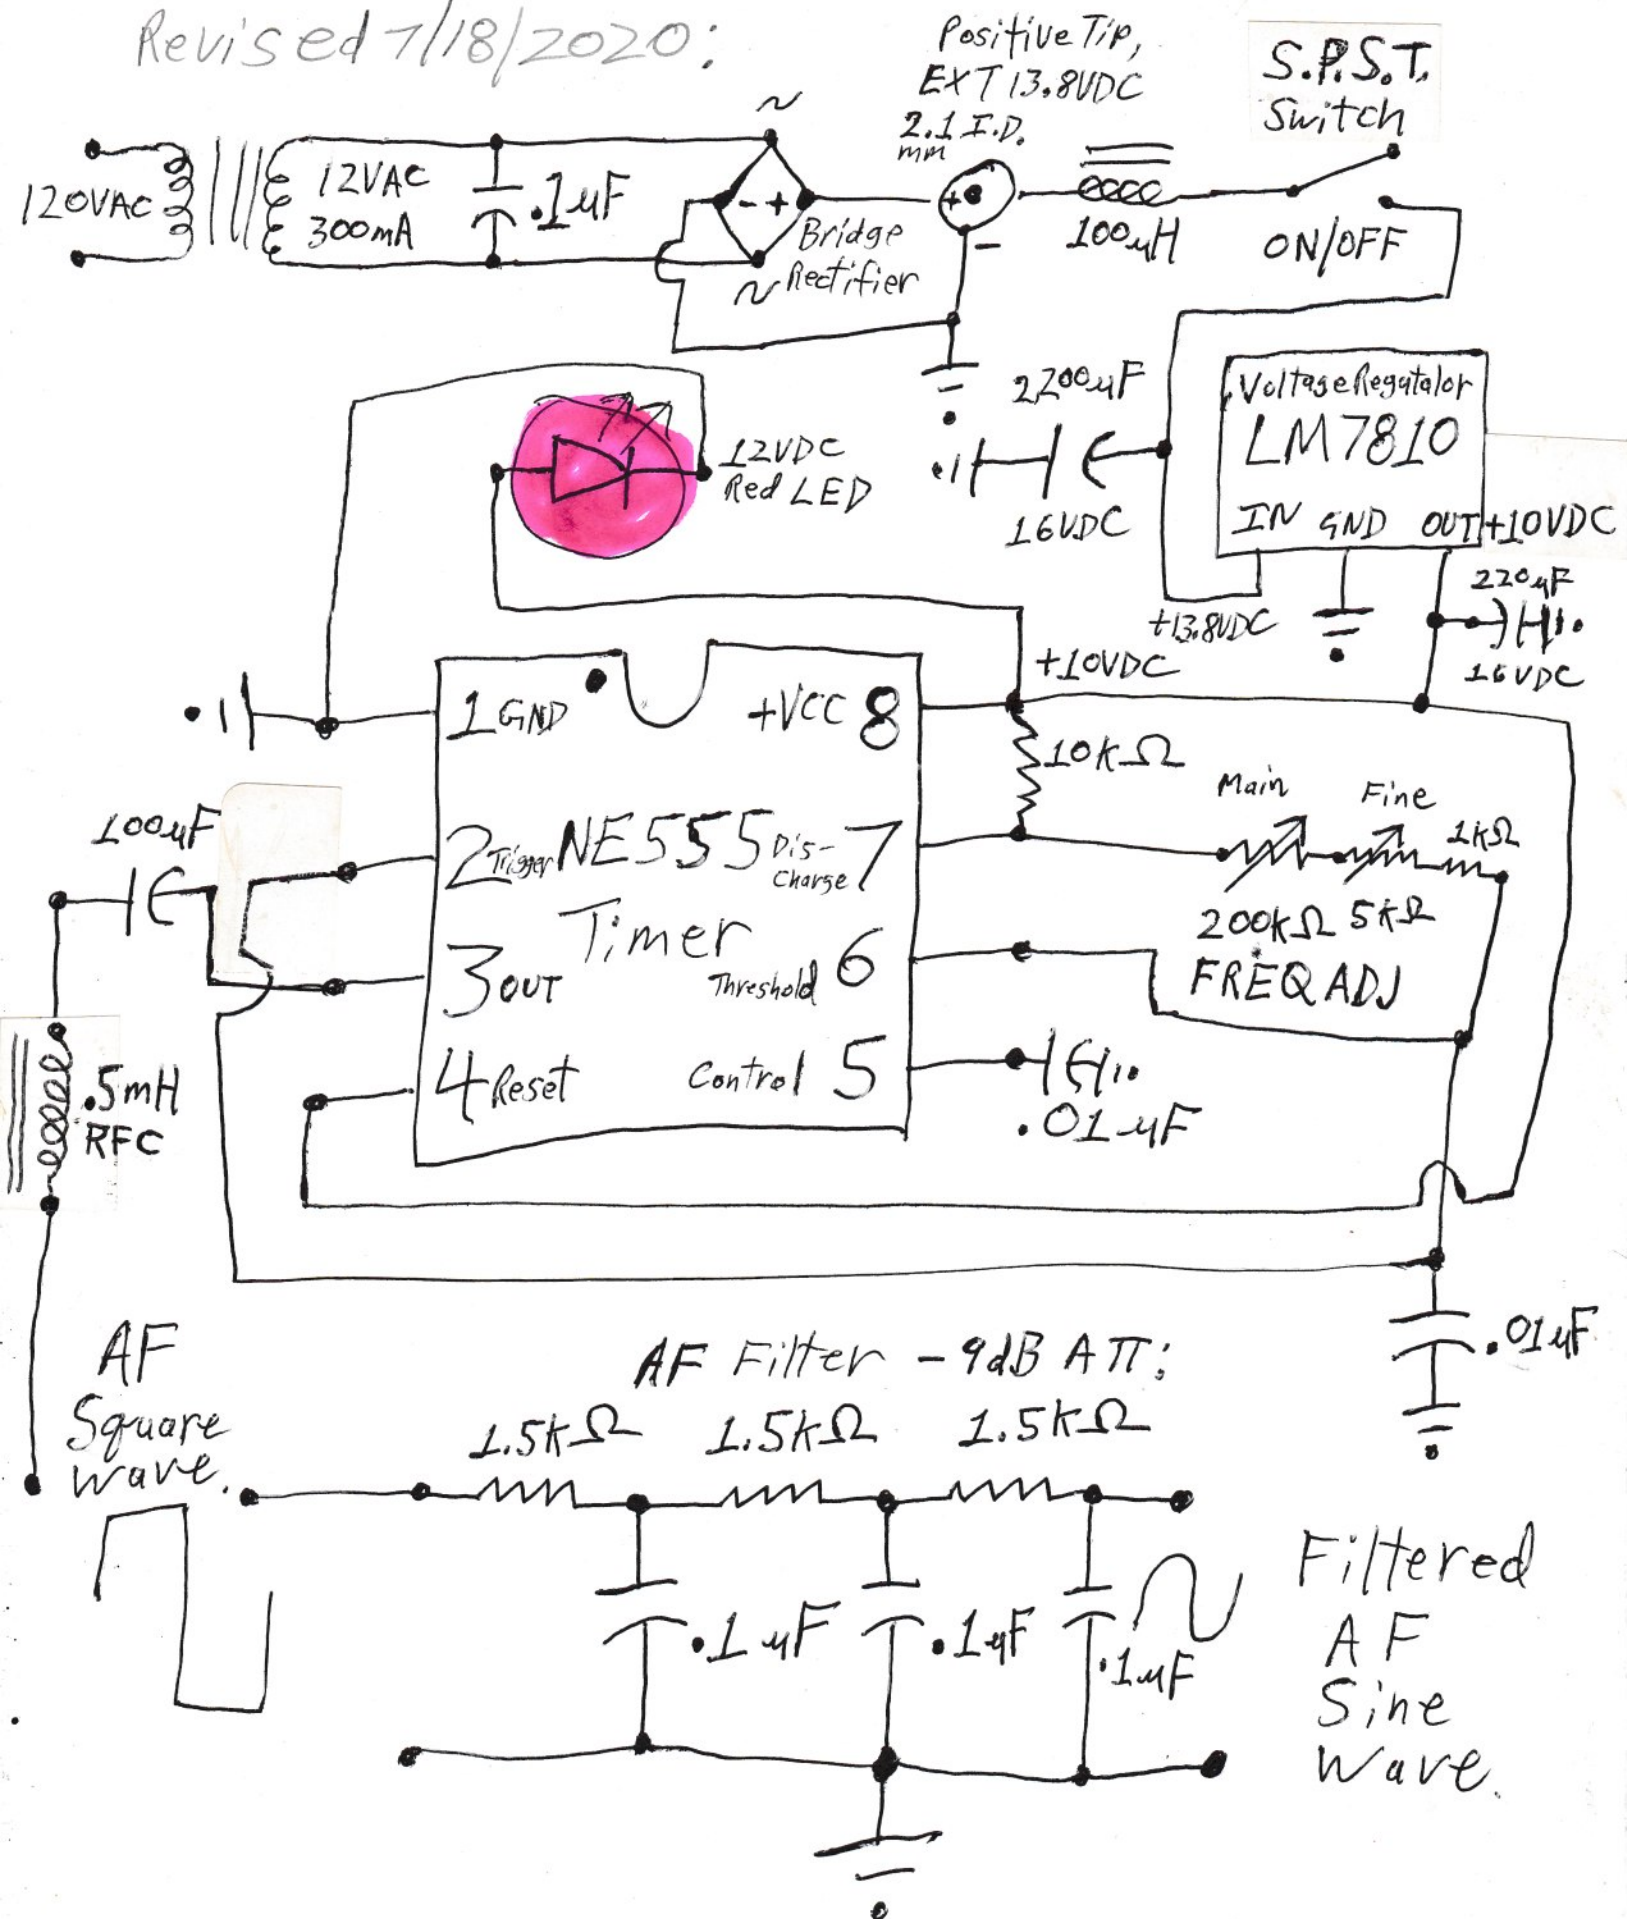 Revised 7/18/2020:
Positive Tip,
EXT 13.8VDC
2.1 I.D.
mm
S.P.S.T.
Switch
~
120VAC
12VAC
300mA
.1uF
- +
Bridge
Rectifier
~
+
-
100uH
ON/OFF
2200uF
16VDC
Voltage Regutalor
LM7810
IN GND OUT
+10VDC
+13.8VDC
220uF
16VDC
12VDC
Red LED
+10VDC
1 GND
+VCC 8
10kΩ
Main
Fine
1kΩ
100uF
2 Trigger
NE555
Timer
Dis-
Charge 7
200kΩ 5kΩ
FREQ ADJ
3 OUT
Threshold 6
.5mH
RFC
4 Reset
Control 5
.01uF
.01uF
AF
Square
Wave.
AF Filter -9dB ATT:
1.5kΩ 1.5kΩ 1.5kΩ
.1uF .1uF .1uF
Filtered
AF
Sine
Wave.